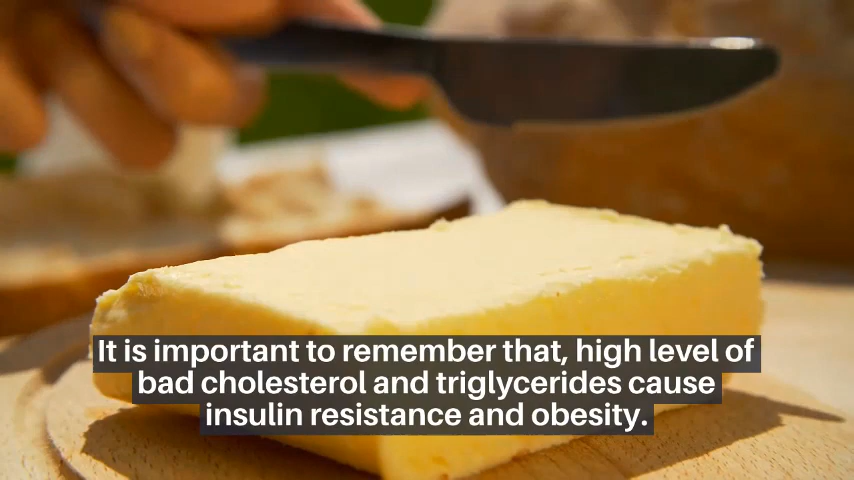 It is important to remember that, high level of
bad cholesterol and triglycerides cause
insulin resistance and obesity.